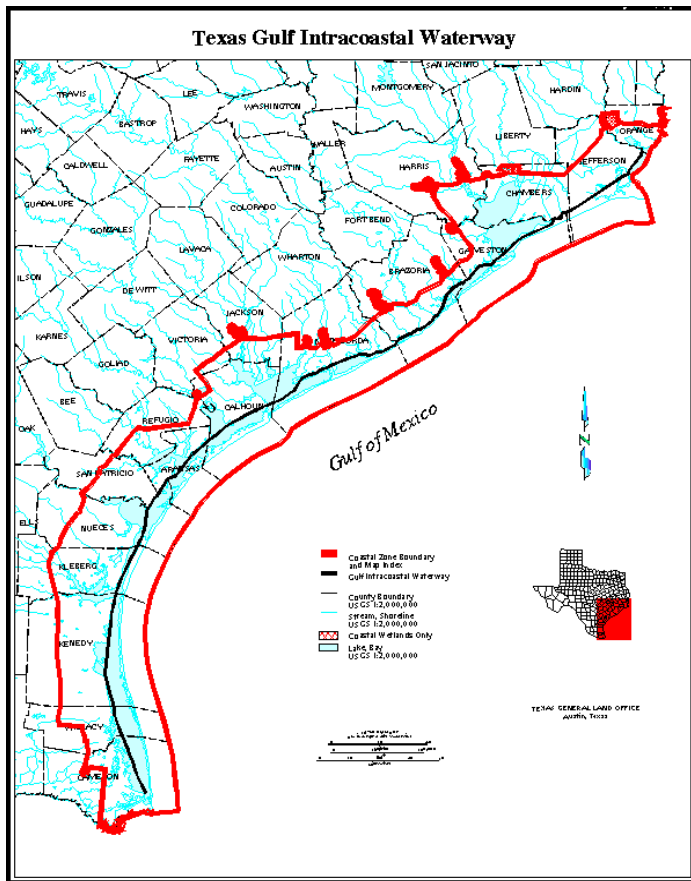 Texas Gulf Intracoastal Waterway
SAN JACINTO
TRAVIS
LEE
MONTGOMERY
HARDIN
WASHINGTON
HAYS
BASTROP
LIBERTY
ORANGE
WALLER
FAYETTE
HARRIS
JEFFERSON
CALDWELL
AUSTIN
CHAMBERS
GUADALUPE
COLORADO
FORT BEND
GONZALES
LAVACA
GALVESTON
WHARTON
BRAZORIA
ILSON
DE WITT
JACKSON
KARNES
VICTORIA
GOLIAD
BEE
CALHOUN
REFUGIO
Gulf of Mexico
OAK
ARANSAS
NUECES
KLEBERG
KENEDY
CAMERON
N
Coastal Zone Boundary
and Map Index
Gulf Intracoastal Waterway
County Boundary
USGS 1:2,000,000
Stream, Shoreline
USGS 1:2,000,000
Coastal Wetlands Only
Lake, Bay
USGS 1:2,000,000
TEXAS GENERAL LAND OFFICE
Austin, Texas